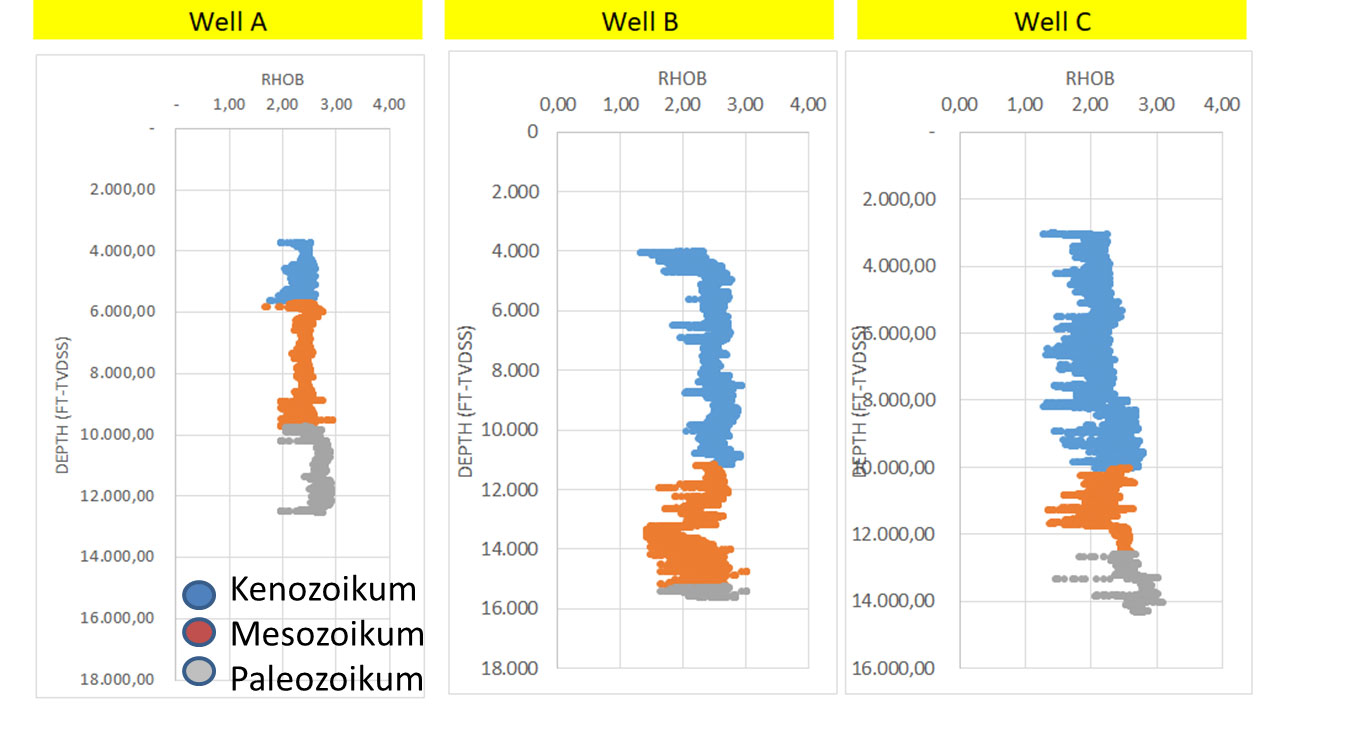 Well A
Well B
Well C
RHOB
- 1,00 2,00 3,00 4,00
-
2.000,00
4.000,00
6.000,00
8.000,00
10.000,00
12.000,00
14.000,00
16.000,00
18.000,00
DEPTH (FT-TVDSS)
Kenozoikum
Mesozoikum
Paleozoikum
RHOB
0,00 1,00 2,00 3,00 4,00
0
2.000
4.000
6.000
8.000
10.000
12.000
14.000
16.000
18.000
DEPTH (FT-TVDSS)
RHOB
0,00 1,00 2,00 3,00 4,00
-
2.000,00
4.000,00
6.000,00
8.000,00
10.000,00
12.000,00
14.000,00
16.000,00
DEPTH (FT-TVDSS)